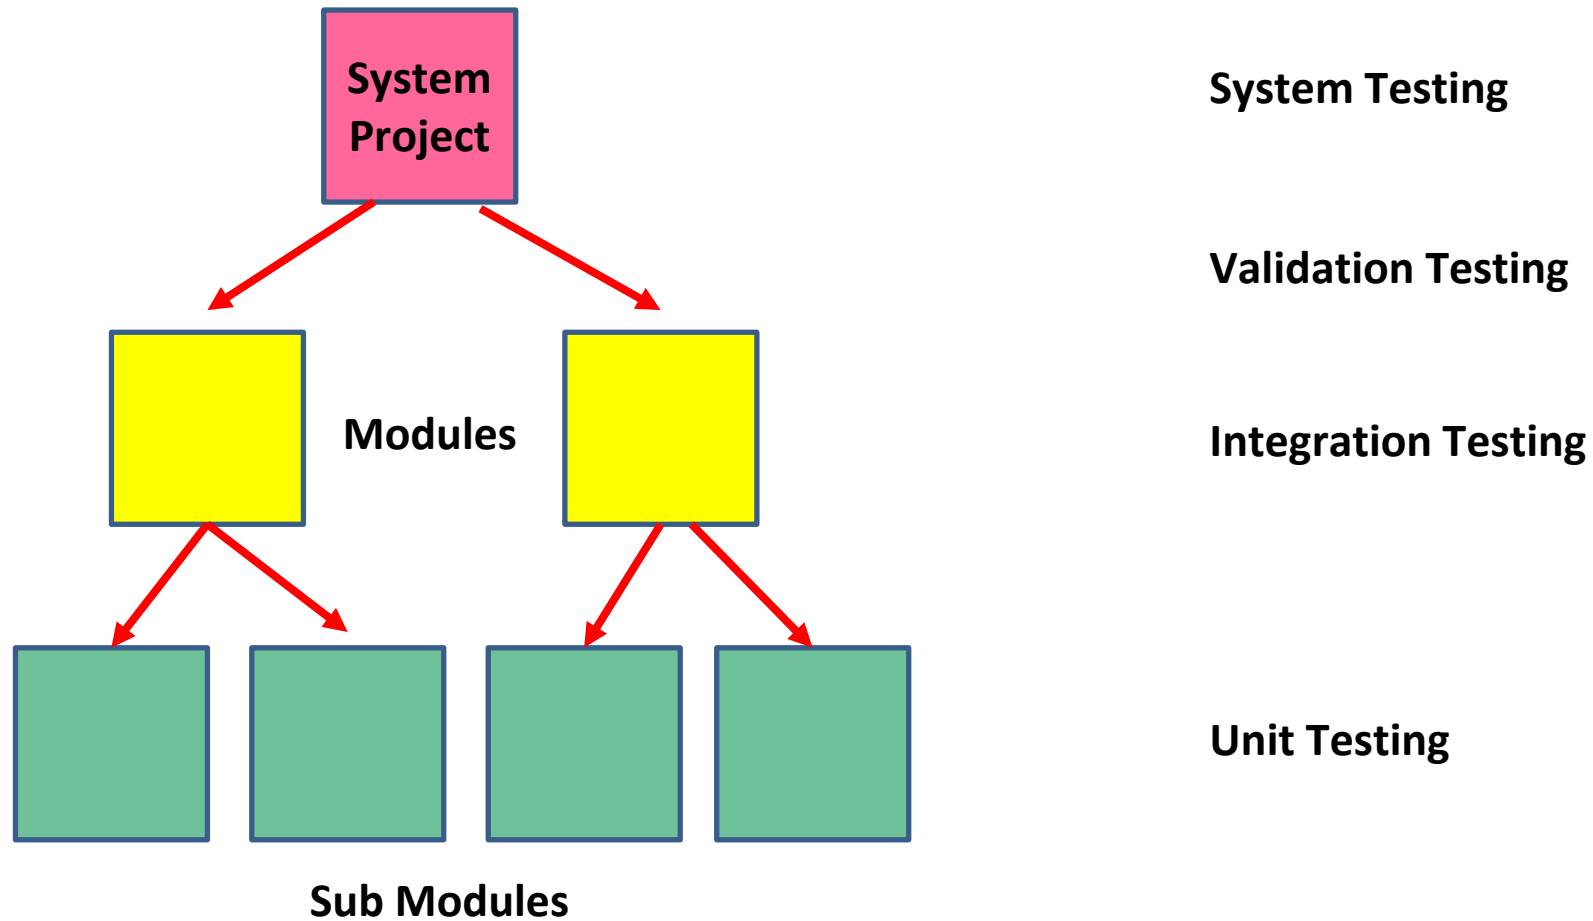 System
Project
System Testing
Validation Testing
Modules
Integration Testing
Unit Testing
Sub Modules